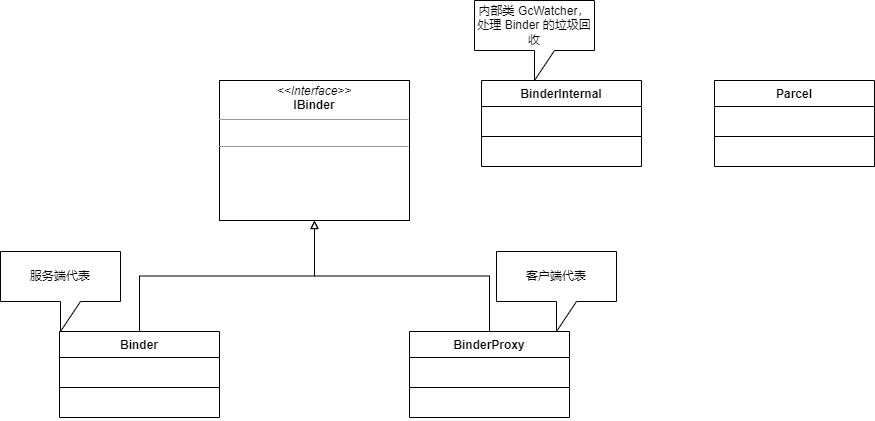 内部类 GcWatcher，
处理 Binder 的垃圾回
收
<<Interface>>
IBinder
BinderInternal
Parcel
服务端代表
客户端代表
Binder
BinderProxy